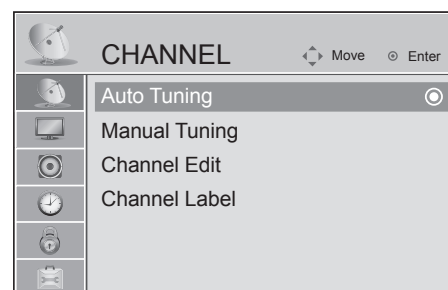 CHANNEL Move Enter
Auto Tuning
Manual Tuning
Channel Edit
Channel Label